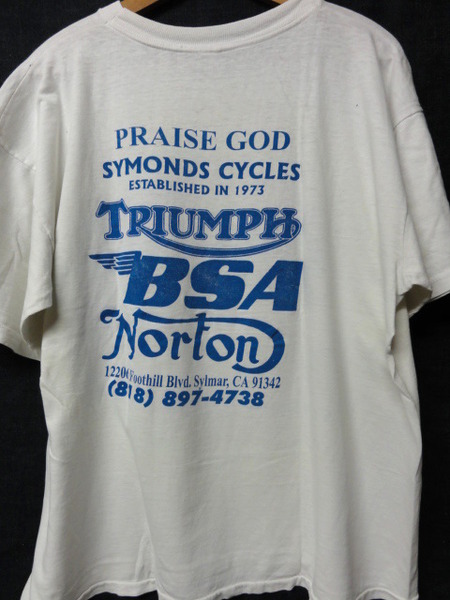 PRAISE GOD
SYMONDS CYCLES
ESTABLISHED IN 1973
TRIUMPH
BSA
Norton
Foothill Blvd. Sylmar, CA 91342
(818) 897-4738